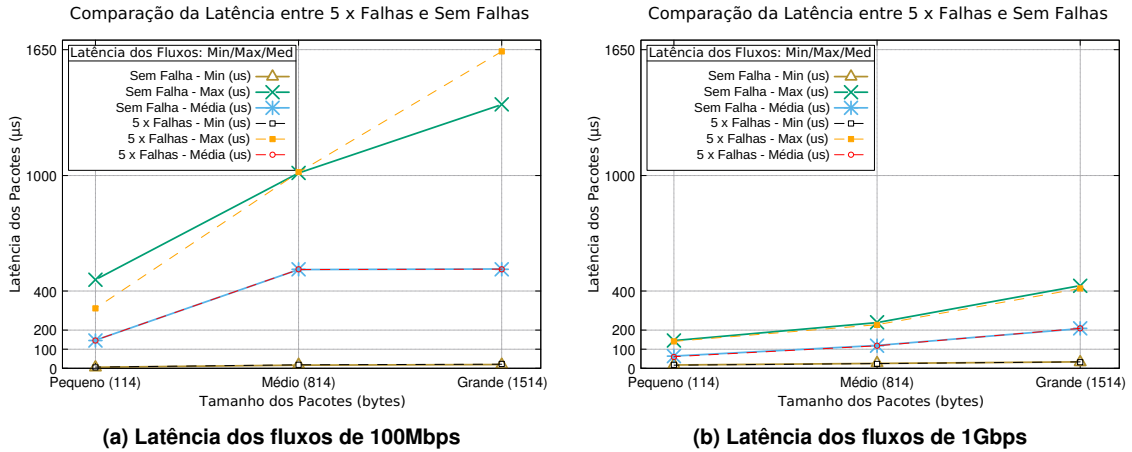 Comparação da Latência entre 5 x Falhas e Sem Falhas
1650
1000
400
200
100
0
Latência dos Pacotes (µs)
Latência dos Fluxos: Min/Max/Med
Sem Falha - Min (us)
Sem Falha - Max (us)
Sem Falha - Média (us)
5 x Falhas - Min (us)
5 x Falhas - Max (us)
5 x Falhas - Média (us)
Pequeno (114) Médio (814) Grande (1514)
Tamanho dos Pacotes (bytes)
(a) Latência dos fluxos de 100Mbps
Comparação da Latência entre 5 x Falhas e Sem Falhas
1650
1000
400
200
100
0
Latência dos Pacotes (µs)
Latência dos Fluxos: Min/Max/Med
Sem Falha - Min (us)
Sem Falha - Max (us)
Sem Falha - Média (us)
5 x Falhas - Min (us)
5 x Falhas - Max (us)
5 x Falhas - Média (us)
Pequeno (114) Médio (814) Grande (1514)
Tamanho dos Pacotes (bytes)
(b) Latência dos fluxos de 1Gbps